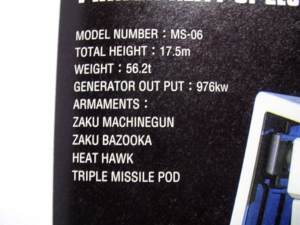 MODEL NUMBER : MS-06
TOTAL HEIGHT : 17.5m
WEIGHT : 56.2t
GENERATOR OUT PUT : 976kw
ARMAMENTS :
ZAKU MACHINEGUN
ZAKU BAZOOKA
HEAT HAWK
TRIPLE MISSILE POD